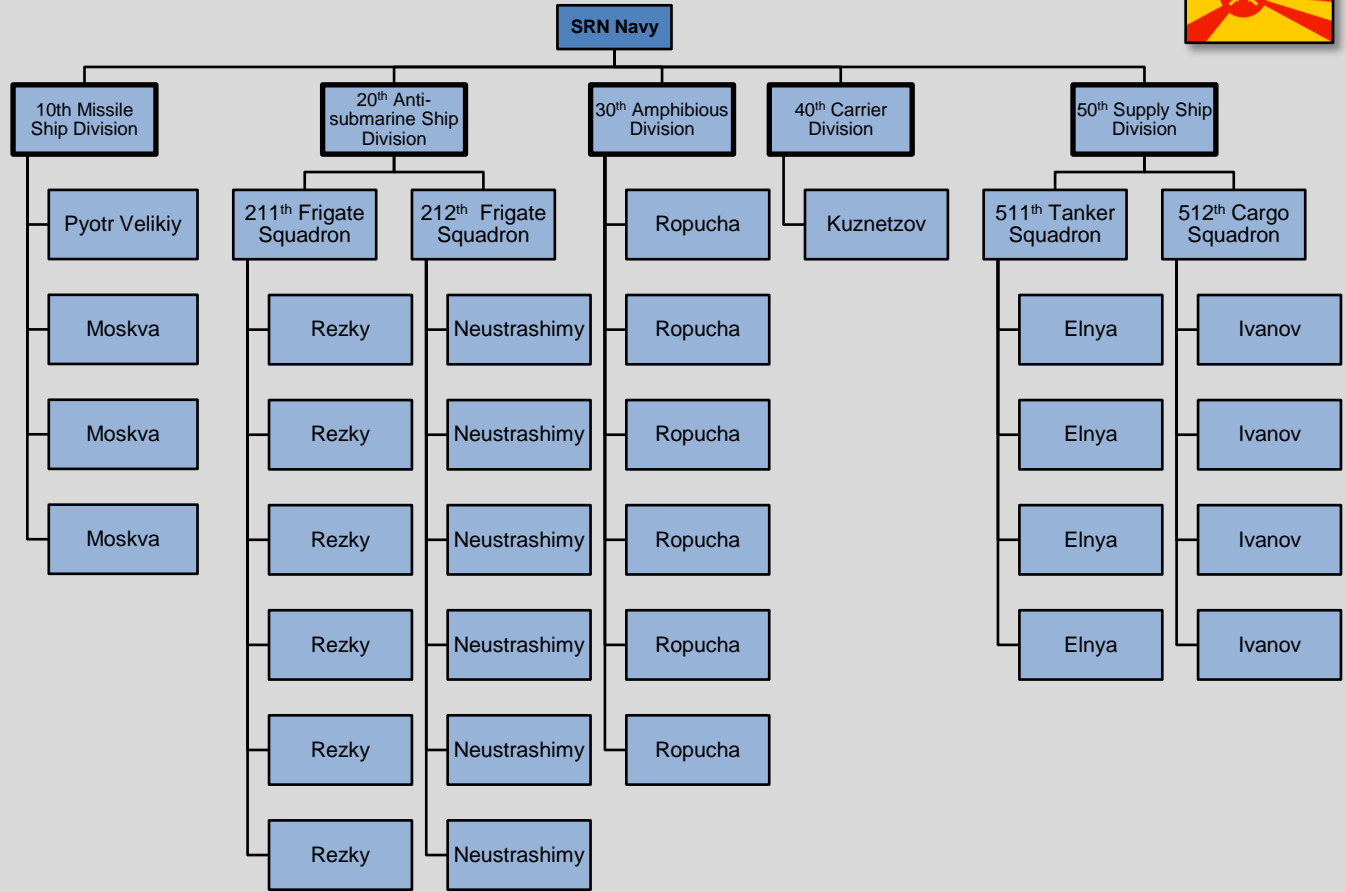 SRN Navy
10th Missile
Ship Division
20th Anti-
submarine Ship
Division
30th Amphibious
Division
40th Carrier
Division
50th Supply Ship
Division
Pyotr Velikiy
Moskva
Moskva
Moskva
211th Frigate
Squadron
Rezky
Rezky
Rezky
Rezky
Rezky
Rezky
212th Frigate
Squadron
Neustrashimy
Neustrashimy
Neustrashimy
Neustrashimy
Neustrashimy
Neustrashimy
Ropucha
Ropucha
Ropucha
Ropucha
Ropucha
Ropucha
Kuznetzov
511th Tanker
Squadron
Elnya
Elnya
Elnya
Elnya
512th Cargo
Squadron
Ivanov
Ivanov
Ivanov
Ivanov